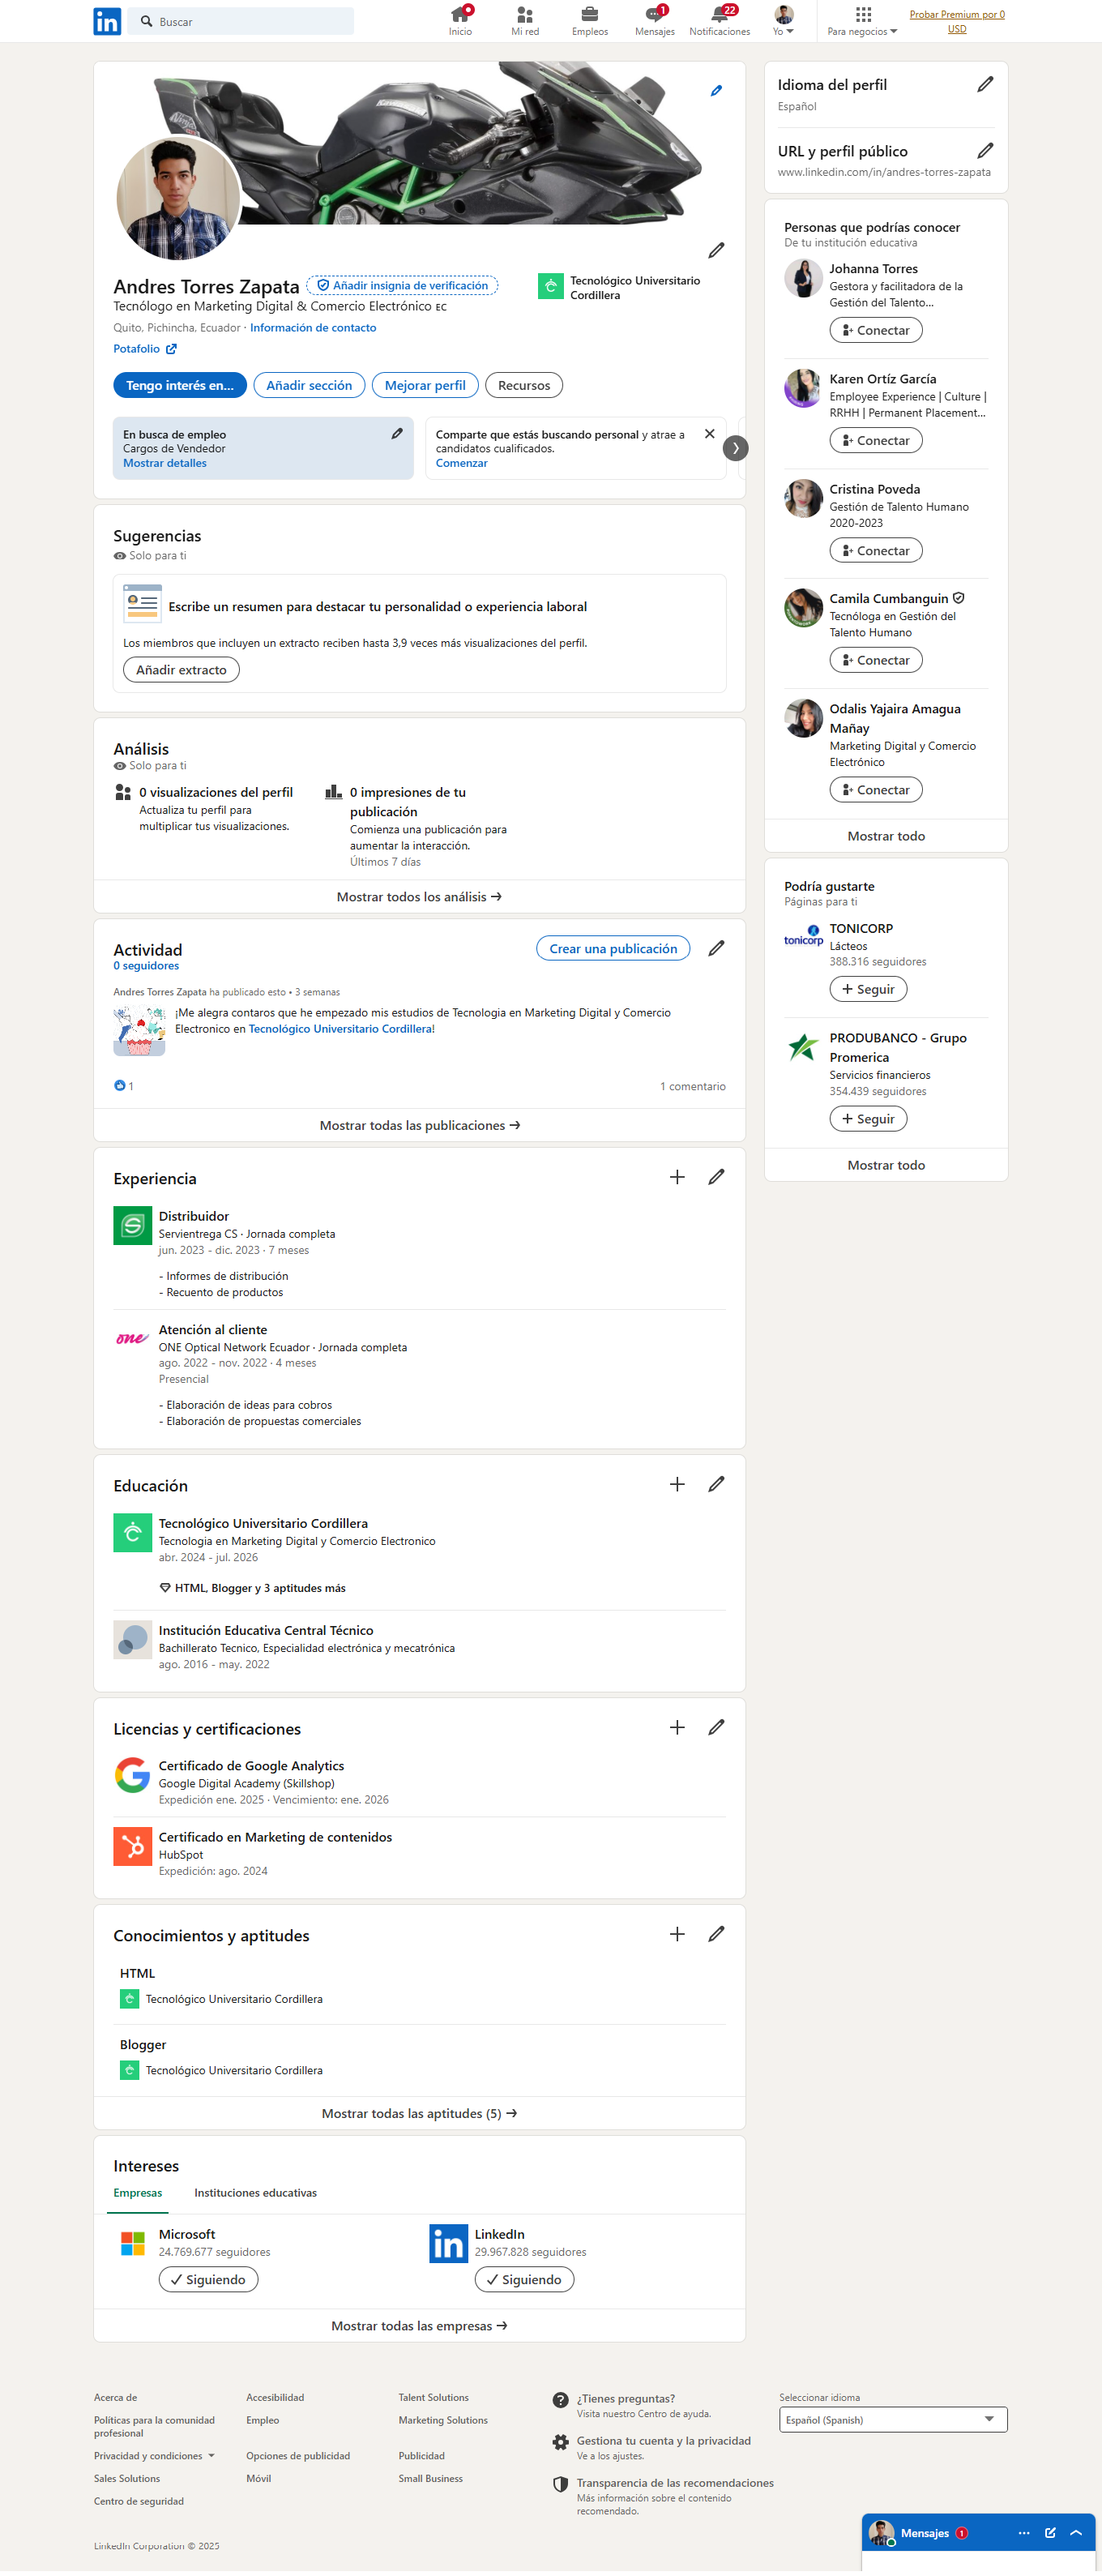 in
Buscar
Inicio
Mi red
Empleos
1
Mensajes
22
Notificaciones
Yo
Para negocios
Probar Premium por 0
USD
Andres Torres Zapata
Añadir insignia de verificación
Tecnólogo en Marketing Digital & Comercio Electrónico EC
Quito, Pichincha, Ecuador · Información de contacto
Potafolio
Tecnológico Universitario
Cordillera
Tengo interés en...
Añadir sección
Mejorar perfil
Recursos
En busca de empleo
Cargos de Vendedor
Mostrar detalles
Comparte que estás buscando personal y atrae a
candidatos cualificados.
Comenzar
Sugerencias
Solo para ti
Escribe un resumen para destacar tu personalidad o experiencia laboral
Los miembros que incluyen un extracto reciben hasta 3,9 veces más visualizaciones del perfil.
Añadir extracto
Análisis
Solo para ti
0 visualizaciones del perfil
Actualiza tu perfil para
multiplicar tus visualizaciones.
0 impresiones de tu
publicación
Comienza una publicación para
aumentar la interacción.
Últimos 7 días
Mostrar todos los análisis →
Actividad
0 seguidores
Crear una publicación
Andres Torres Zapata ha publicado esto • 3 semanas
¡Me alegra contaros que he empezado mis estudios de Tecnologia en Marketing Digital y Comercio
Electronico en Tecnológico Universitario Cordillera!
1
1 comentario
Mostrar todas las publicaciones →
Experiencia
Distribuidor
Servientrega CS · Jornada completa
jun. 2023 - dic. 2023 · 7 meses
- Informes de distribución
- Recuento de productos
one
Atención al cliente
ONE Optical Network Ecuador · Jornada completa
ago. 2022 - nov. 2022 · 4 meses
Presencial
- Elaboración de ideas para cobros
- Elaboración de propuestas comerciales
Educación
Tecnológico Universitario Cordillera
Tecnologia en Marketing Digital y Comercio Electronico
abr. 2024 - jul. 2026
HTML, Blogger y 3 aptitudes más
Institución Educativa Central Técnico
Bachillerato Tecnico, Especialidad electrónica y mecatrónica
ago. 2016 - may. 2022
Licencias y certificaciones
Certificado de Google Analytics
Google Digital Academy (Skillshop)
Expedición ene. 2025 · Vencimiento: ene. 2026
Certificado en Marketing de contenidos
HubSpot
Expedición: ago. 2024
Conocimientos y aptitudes
HTML
Tecnológico Universitario Cordillera
Blogger
Tecnológico Universitario Cordillera
Mostrar todas las aptitudes (5) →
Intereses
Empresas
Instituciones educativas
Microsoft
24.769.677 seguidores
Siguiendo
in
LinkedIn
29.967.828 seguidores
Siguiendo
Mostrar todas las empresas →
Idioma del perfil
Español
URL y perfil público
www.linkedin.com/in/andres-torres-zapata
Personas que podrías conocer
De tu institución educativa
Johanna Torres
Gestora y facilitadora de la
Gestión del Talento...
Conectar
Karen Ortíz García
Employee Experience | Culture |
RRHH | Permanent Placement...
Conectar
Cristina Poveda
Gestión de Talento Humano
2020-2023
Conectar
Camila Cumbanguin
Tecnóloga en Gestión del
Talento Humano
Conectar
Odalis Yajaira Amagua
Mañay
Marketing Digital y Comercio
Electrónico
Conectar
Mostrar todo
Podría gustarte
Páginas para ti
tonicorp
TONICORP
Lácteos
388.316 seguidores
+ Seguir
PRODUBANCO - Grupo
Promerica
Servicios financieros
354.439 seguidores
+ Seguir
Mostrar todo
Acerca de
Accesibilidad
Talent Solutions
Políticas para la comunidad
profesional
Empleo
Marketing Solutions
Privacidad y condiciones
Opciones de publicidad
Publicidad
Sales Solutions
Móvil
Small Business
Centro de seguridad
¿Tienes preguntas?
Visita nuestro Centro de ayuda.
Gestiona tu cuenta y la privacidad
Ve a los ajustes.
Transparencia de las recomendaciones
Más información sobre el contenido
recomendado.
Seleccionar idioma
Español (Spanish)
LinkedIn Corporation © 2025
Mensajes
1